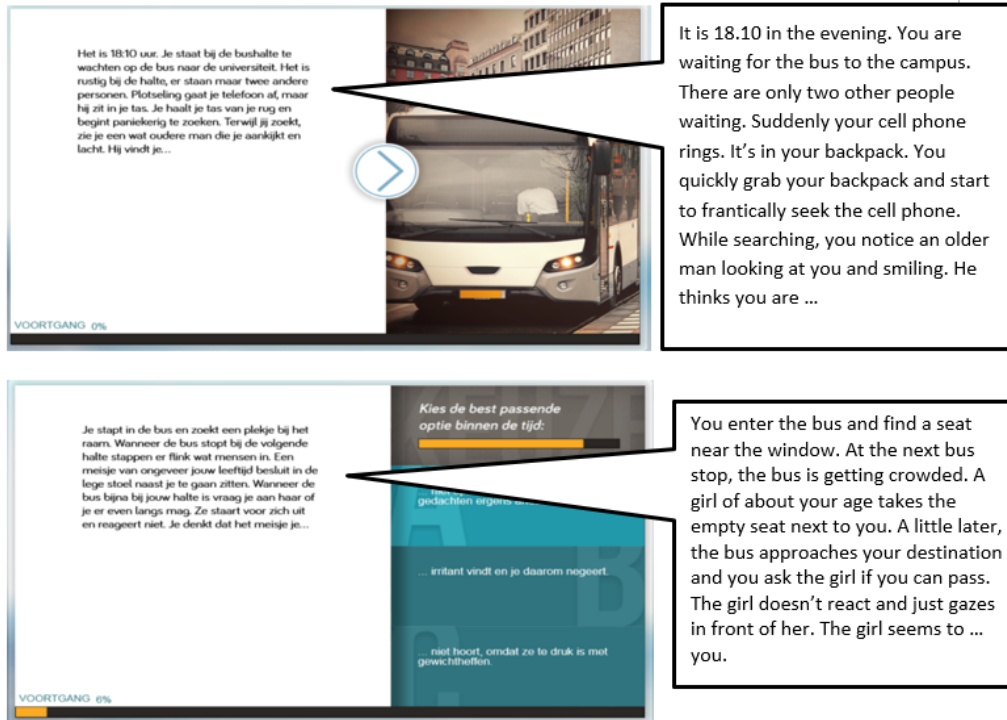 Het is 18:10 uur. Je staat bij de bushalte te
wachten op de bus naar de universiteit. Het is
rustig bij de halte, er staan maar twee andere
personen. Plotseling gaat je telefoon af, maar
hij zit in je tas. Je haalt je tas van je rug en
begint paniekerig te zoeken. Terwijl jij zoekt,
zie je een wat oudere man die je aankijkt en
lacht. Hij vindt je...
VOORTGANG 0%
It is 18.10 in the evening. You are
waiting for the bus to the campus.
There are only two other people
waiting. Suddenly your cell phone
rings. It's in your backpack. You
quickly grab your backpack and start
to frantically seek the cell phone.
While searching, you notice an older
man looking at you and smiling. He
thinks you are ...
Je stapt in de bus en zoekt een plekje bij het
raam. Wanneer de bus stopt bij de volgende
halte stappen er flink wat mensen in. Een
meisje van ongeveer jouw leeftijd besluit in de
lege stoel naast je te gaan zitten. Wanneer de
bus bijna bij jouw halte is vraag je aan haar of
je er even langs mag. Ze staart voor zich uit
en reageert niet. Je denkt dat het meisje je...
VOORTGANG 6%
KEUZE
Kies de best passende
optie binnen de tijd:
A
gedachten ergens
B
... irritant vindt en je daarom negeert.
C
... niet hoort, omdat ze te druk is met
gewichtheffen.
You enter the bus and find a seat
near the window. At the next bus
stop, the bus is getting crowded. A
girl of about your age takes the
empty seat next to you. A little later,
the bus approaches your destination
and you ask the girl if you can pass.
The girl doesn't react and just gazes
in front of her. The girl seems to ...
you.